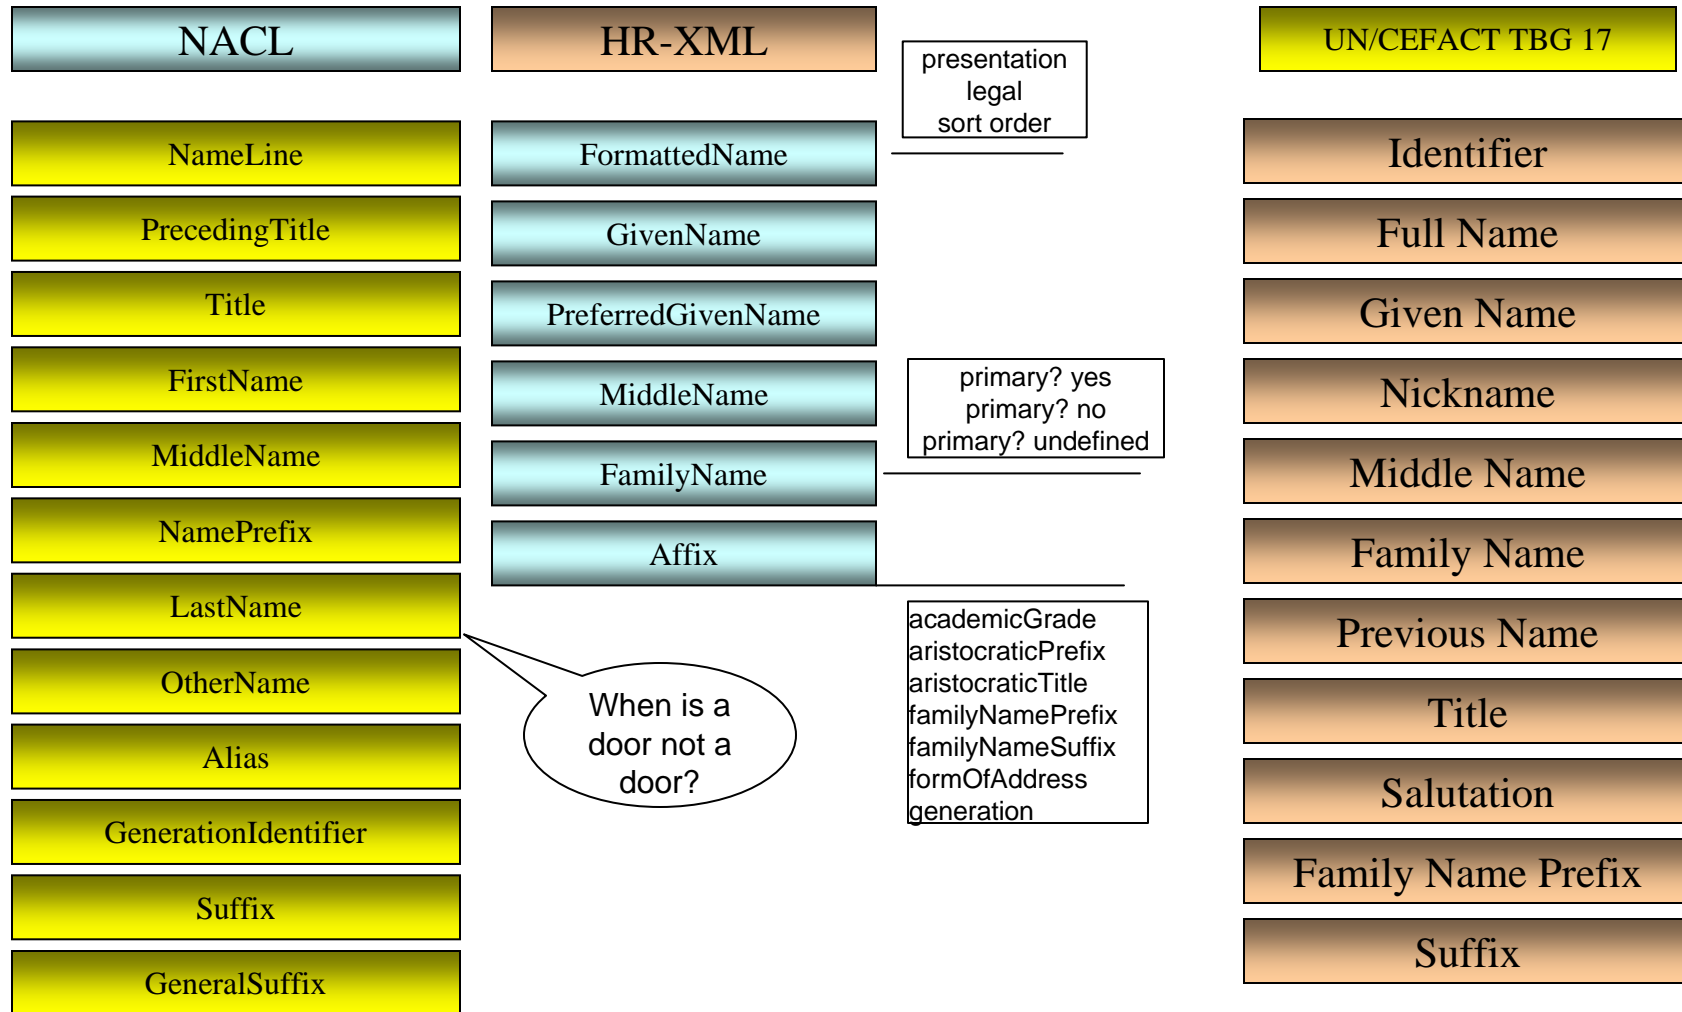 NACL
NameLine
PrecedingTitle
Title
FirstName
MiddleName
NamePrefix
LastName
OtherName
Alias
GenerationIdentifier
Suffix
GeneralSuffix
When is a
door not a
door?
HR-XML
FormattedName
GivenName
PreferredGivenName
MiddleName
FamilyName
Affix
presentation
legal
sort order
primary? yes
primary? no
primary? undefined
academicGrade
aristocraticPrefix
aristocraticTitle
familyNamePrefix
familyNameSuffix
formOfAddress
generation
UN/CEFACT TBG 17
Identifier
Full Name
Given Name
Nickname
Middle Name
Family Name
Previous Name
Title
Salutation
Family Name Prefix
Suffix